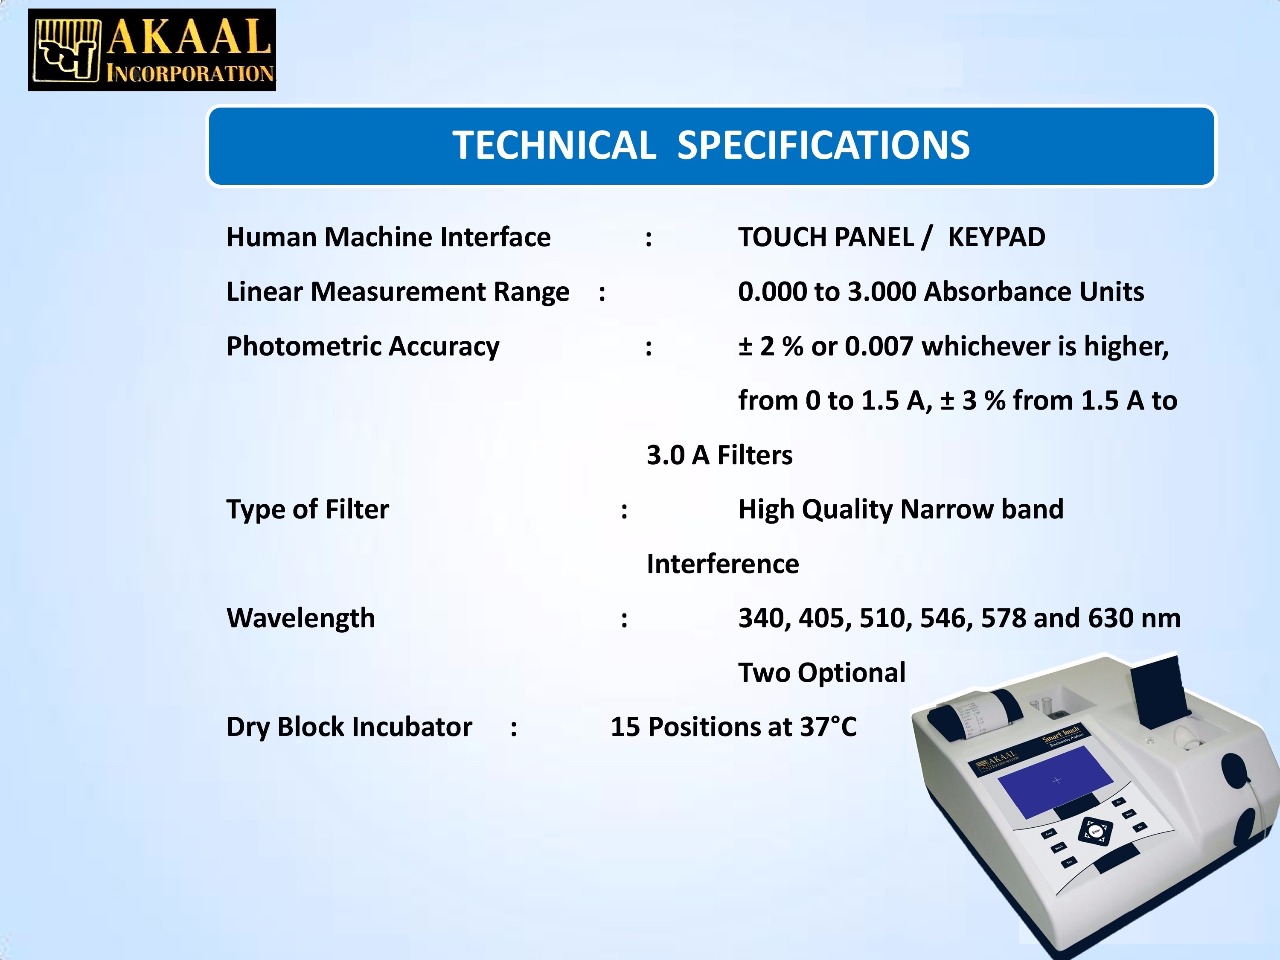 AKAAL
INCORPORATION
TECHNICAL SPECIFICATIONS
Human Machine Interface : TOUCH PANEL / KEYPAD
Linear Measurement Range : 0.000 to 3.000 Absorbance Units
Photometric Accuracy : ± 2 % or 0.007 whichever is higher,
from 0 to 1.5 A, ± 3 % from 1.5 A to
3.0 A Filters
Type of Filter : High Quality Narrow band
Interference
Wavelength : 340, 405, 510, 546, 578 and 630 nm
Two Optional
Dry Block Incubator : 15 Positions at 37°C
AKAAL
Smart touch